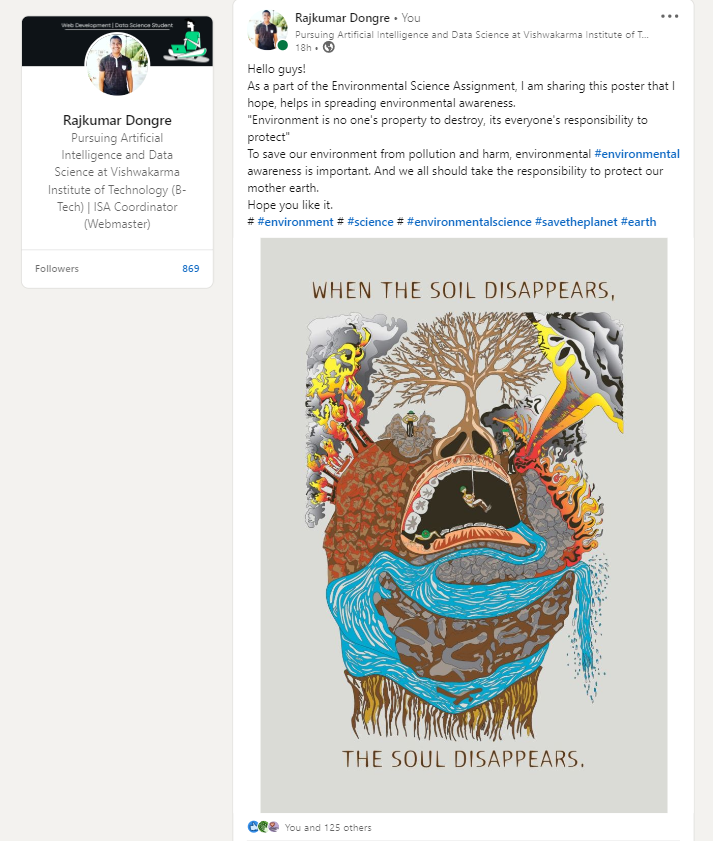 Web Development | Data Science Student
Rajkumar Dongre
Pursuing Artificial
Intelligence and Data
Science at Vishwakarma
Institute of Technology (B-
Tech) | ISA Coordinator
(Webmaster)
Followers 869
Rajkumar Dongre • You
Pursuing Artificial Intelligence and Data Science at Vishwakarma Institute of T...
18h •
Hello guys!
As a part of the Environmental Science Assignment, I am sharing this poster that I
hope, helps in spreading environmental awareness.
"Environment is no one's property to destroy, its everyone's responsibility to
protect"
To save our environment from pollution and harm, environmental #environmental
awareness is important. And we all should take the responsibility to protect our
mother earth.
Hope you like it.
# #environment # #science # #environmentalscience #savetheplanet #earth
WHEN THE SOIL DISAPPEARS,
THE SOUL DISAPPEARS.
You and 125 others